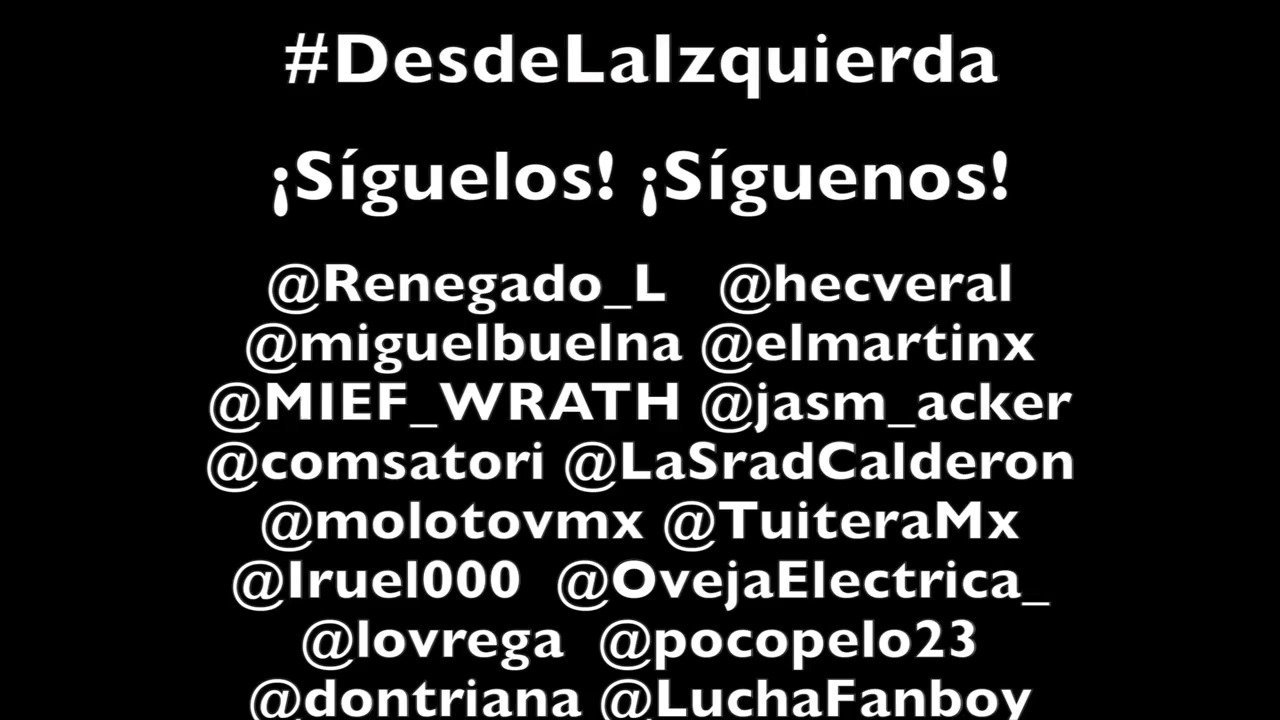 #DesdeLaIzquierda
¡Síguelos! ¡Síguenos!
@Renegado_L @hecveral
@miguelbuelna @elmartinx
@MIEF_WRATH @jasm_acker
@comsatori @LaSradCalderon
@molotovmx @TuiteraMx
@Iruel000 @OvejaElectrica_
@lovrega @pocopelo23
@dontriana @LuchaFanboy